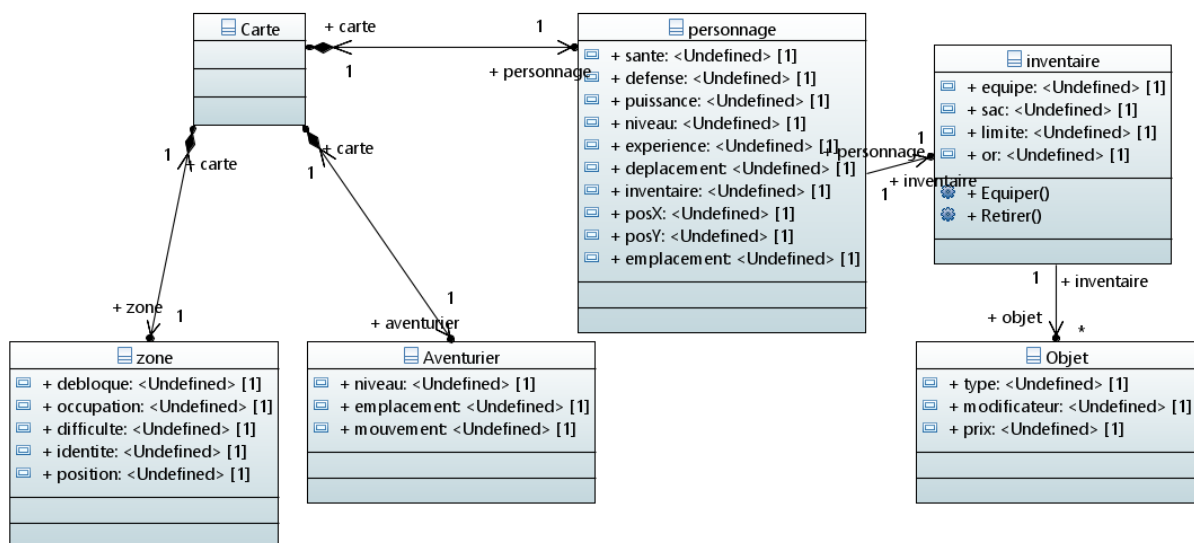 Carte
+ carte
1
1
+ personnage
personnage
+ sante: <Undefined> [1]
+ defense: <Undefined> [1]
+ puissance: <Undefined> [1]
+ niveau: <Undefined> [1]
+ experience: <Undefined> [1]
+ deplacement: <Undefined> [1]
+ inventaire: <Undefined> [1]
+ posX: <Undefined> [1]
+ posY: <Undefined> [1]
+ emplacement: <Undefined> [1]
+ personnage
1
1
+ inventaire
inventaire
+ equipe: <Undefined> [1]
+ sac: <Undefined> [1]
+ limite: <Undefined> [1]
+ or: <Undefined> [1]
+ Equiper()
+ Retirer()
1
+ inventaire
+ objet
*
1
+ carte
+ zone
1
+ carte
1
1
+ aventurier
zone
+ debloque: <Undefined> [1]
+ occupation: <Undefined> [1]
+ difficulte: <Undefined> [1]
+ identite: <Undefined> [1]
+ position: <Undefined> [1]
Aventurier
+ niveau: <Undefined> [1]
+ emplacement: <Undefined> [1]
+ mouvement: <Undefined> [1]
Objet
+ type: <Undefined> [1]
+ modificateur: <Undefined> [1]
+ prix: <Undefined> [1]